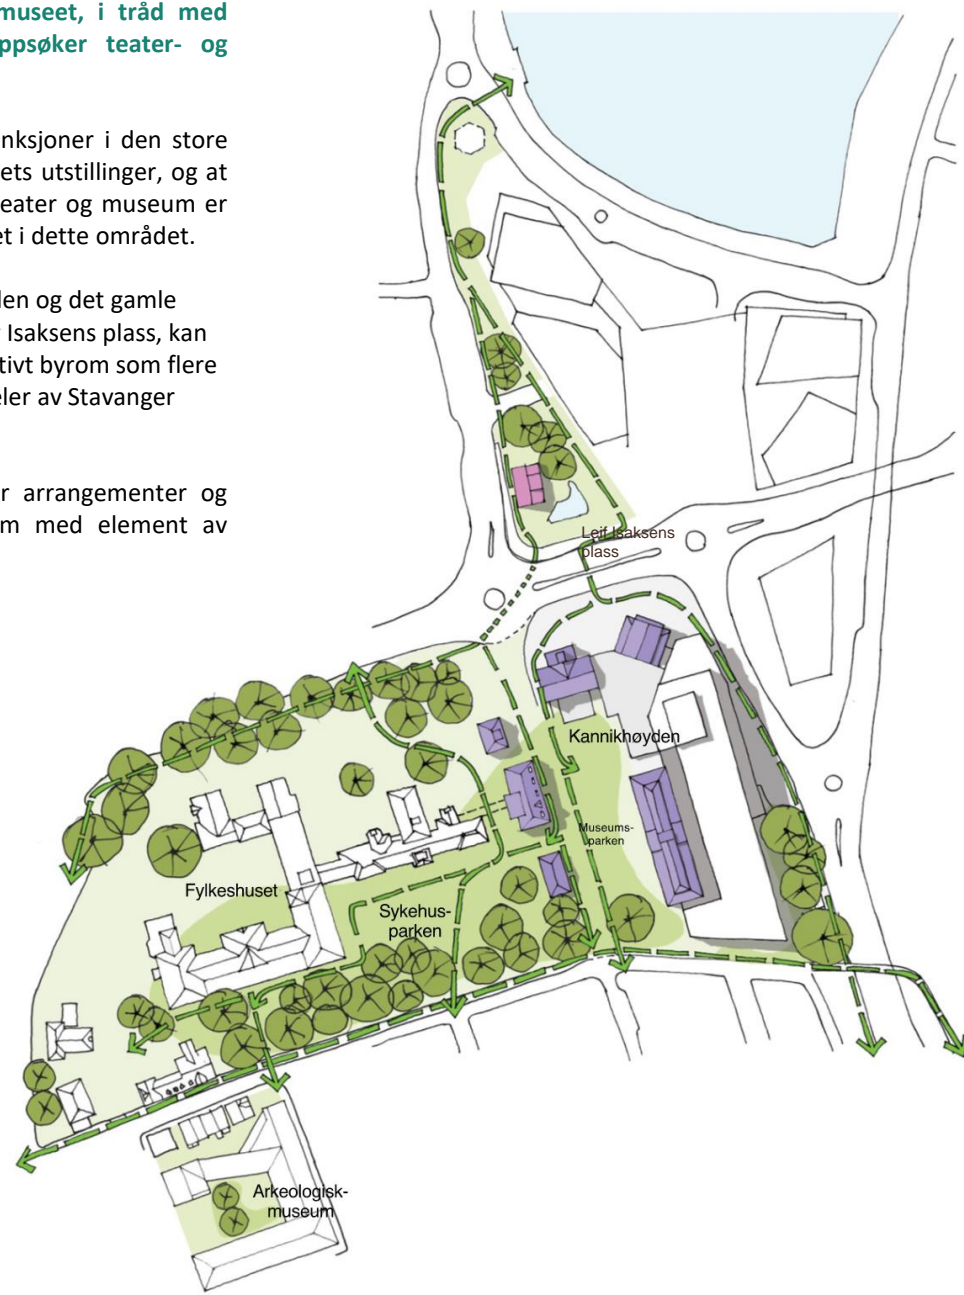 museet, i tråd med
ppsøker teater- og
nksjoner i den store
ets utstillinger, og at
eater og museum er
et i dette området.
len og det gamle
r Isaksens plass, kan
tivt byrom som flere
eler av Stavanger
r arrangementer og
m med element av
Leif Isaksens
plass
Kannikhøyden
Museums-
parken
Fylkeshuset
Sykehus-
parken
Arkeologisk-
museum